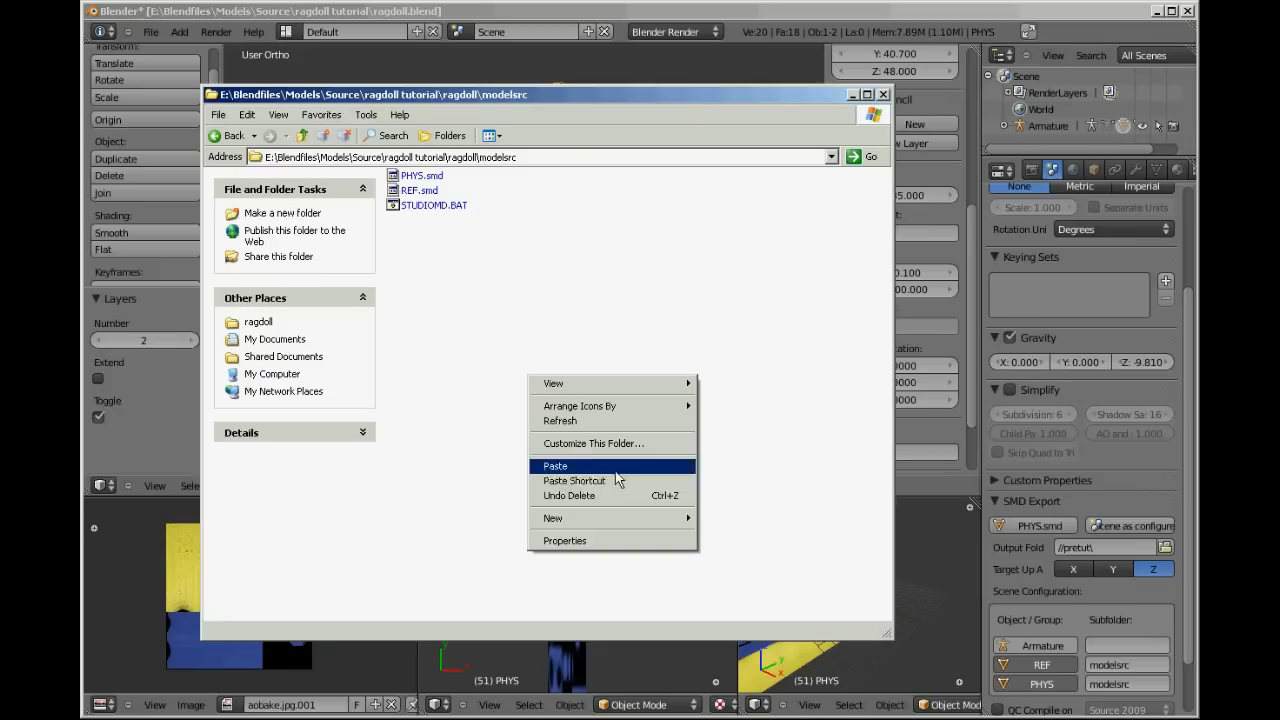 Blender* [E:\Blendfiles\Models\Source\ragdoll tutorial\ragdoll.blend]
File Add Render Help Default Scene Blender Render Ve:20 | Fa:18 | Ob:1-2 | La:0 | Mem:7.89M (1.10M) | PHYS
Transform:
Translate
Rotate
Scale
Origin
Object:
Duplicate
Delete
Join
Shading:
Smooth
Flat
Keyframes:
Layers
Number
2
Extend
Toggle
View
User Ortho
Y: 40.700
Z: 48.000
E:\Blendfiles\Models\Source\ragdoll tutorial\ragdoll\modelsrc
File Edit View Favorites Tools Help
Back Search Folders
Address E:\Blendfiles\Models\Source\ragdoll tutorial\ragdoll\modelsrc Go
File and Folder Tasks
Make a new folder
Publish this folder to the
Web
Share this folder
Other Places
ragdoll
My Documents
Shared Documents
My Computer
My Network Places
Details
PHYS.smd
REF.smd
STUDIOMD.BAT
View
Arrange Icons By
Refresh
Customize This Folder...
Paste
Paste Shortcut
Undo Delete Ctrl+Z
New
Properties
New
View Search All Scenes
Scene
RenderLayers
World
Armature
None Metric Imperial
Scale: 1.000 Separate Units
Rotation Uni Degrees
Keying Sets
Gravity
X: 0.000 Y: 0.000 Z: -9.810
Simplify
Subdivision: 6 Shadow Sa: 16
Child Pa: 1.000 AO and : 1.000
Skip Quad to Tri
Custom Properties
SMD Export
PHYS.smd Scene as configure
Output Fold //pretut\
Target Up A X Y Z
Scene Configuration:
Object / Group: Subfolder:
Armature
REF modelsrc
PHYS modelsrc
QC Compile on Source 2009
(51) PHYS
(51) PHYS
View Image aobake.jpg.001 F
View Select Object Object Mode
View Select Object Object Mod